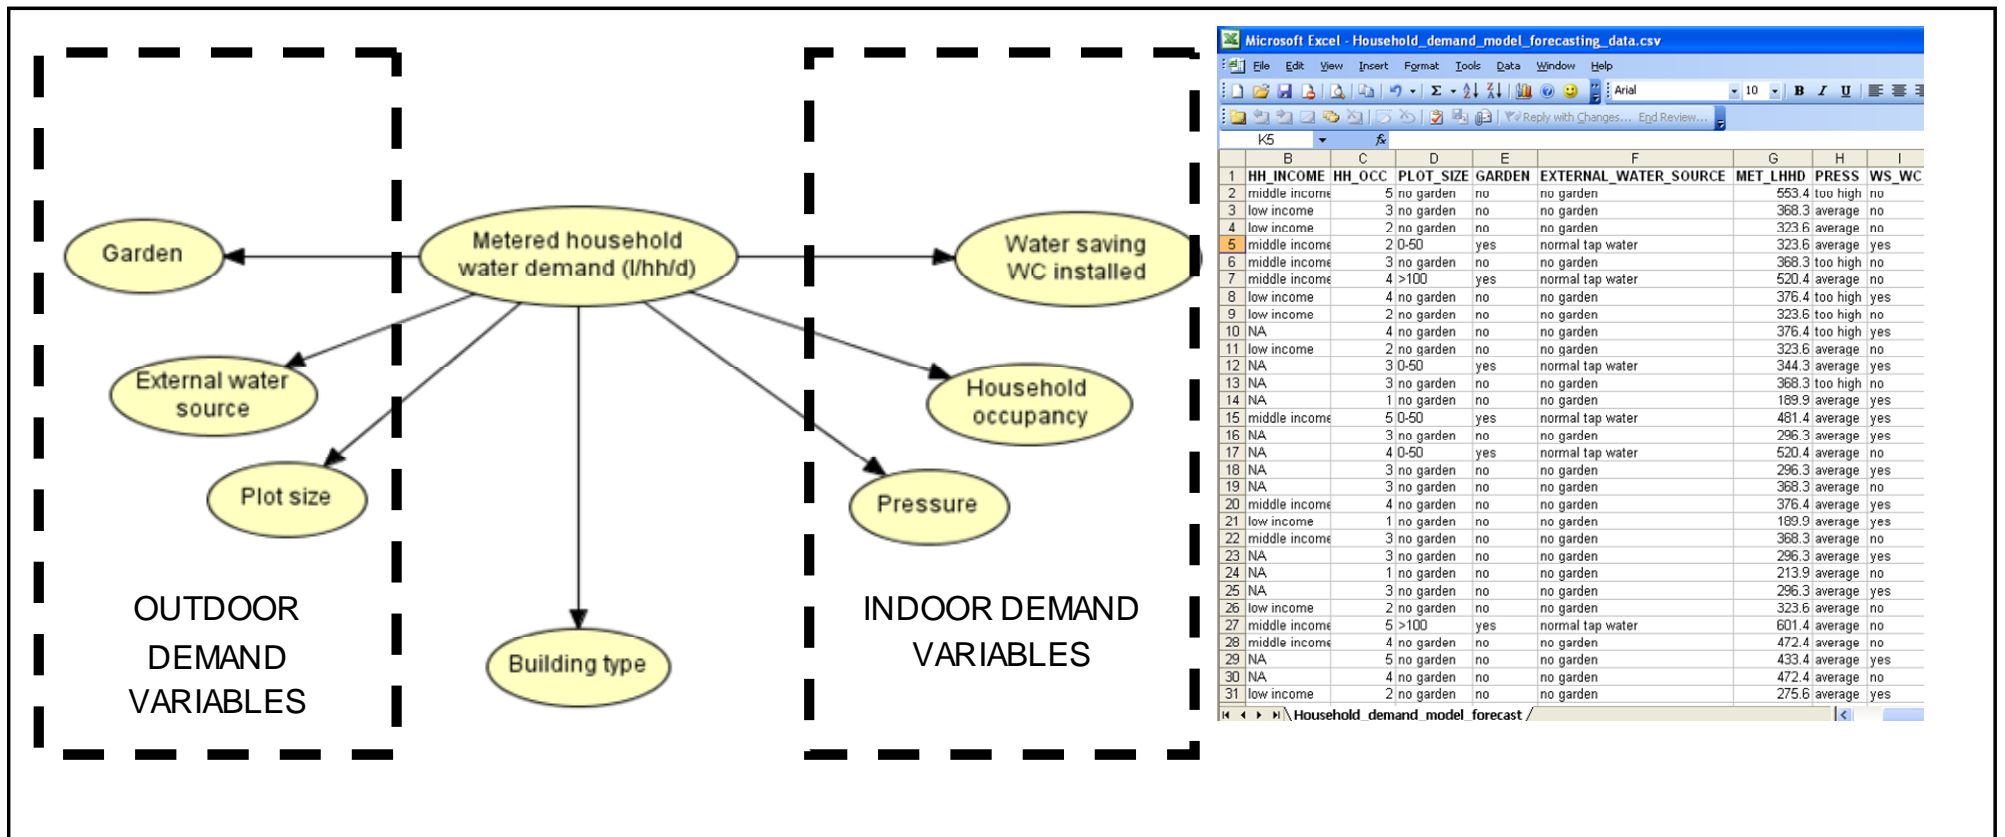 Garden
Metered household
water demand (l/hh/d)
Water saving
WC installed
External water
source
Household
occupancy
Plot size
Pressure
Building type
OUTDOOR
DEMAND
VARIABLES
INDOOR DEMAND
VARIABLES
Microsoft Excel - Household_demand_model_forecasting_data.csv
File Edit View Insert Format Tools Data Window Help
Arial 10 B I U
Reply with Changes... End Review...
K5 fx
B C D E F G H I
1 HH_INCOME HH_OCC PLOT_SIZE GARDEN EXTERNAL_WATER_SOURCE MET_LHHD PRESS WS_WC
2 middle income 5 no garden no no garden 553.4 too high no
3 low income 3 no garden no no garden 368.3 average no
4 low income 2 no garden no no garden 323.6 average no
5 middle income 2 0-50 yes normal tap water 323.6 average yes
6 middle income 3 no garden no no garden 368.3 too high no
7 middle income 4 >100 yes normal tap water 520.4 average no
8 low income 4 no garden no no garden 376.4 too high yes
9 low income 2 no garden no no garden 323.6 too high no
10 NA 4 no garden no no garden 376.4 too high yes
11 low income 2 no garden no no garden 323.6 average no
12 NA 3 0-50 yes normal tap water 344.3 average yes
13 NA 3 no garden no no garden 368.3 too high no
14 NA 1 no garden no no garden 189.9 average yes
15 middle income 5 0-50 yes normal tap water 481.4 average yes
16 NA 3 no garden no no garden 296.3 average yes
17 NA 4 0-50 yes normal tap water 520.4 average no
18 NA 3 no garden no no garden 296.3 average yes
19 NA 3 no garden no no garden 368.3 average no
20 middle income 4 no garden no no garden 376.4 average yes
21 low income 1 no garden no no garden 189.9 average yes
22 middle income 3 no garden no no garden 368.3 average no
23 NA 3 no garden no no garden 296.3 average yes
24 NA 1 no garden no no garden 213.9 average no
25 NA 3 no garden no no garden 296.3 average yes
26 low income 2 no garden no no garden 323.6 average no
27 middle income 5 >100 yes normal tap water 601.4 average no
28 middle income 4 no garden no no garden 472.4 average no
29 NA 5 no garden no no garden 433.4 average yes
30 NA 4 no garden no no garden 472.4 average no
31 low income 2 no garden no no garden 275.6 average yes
Household_demand_model_forecast